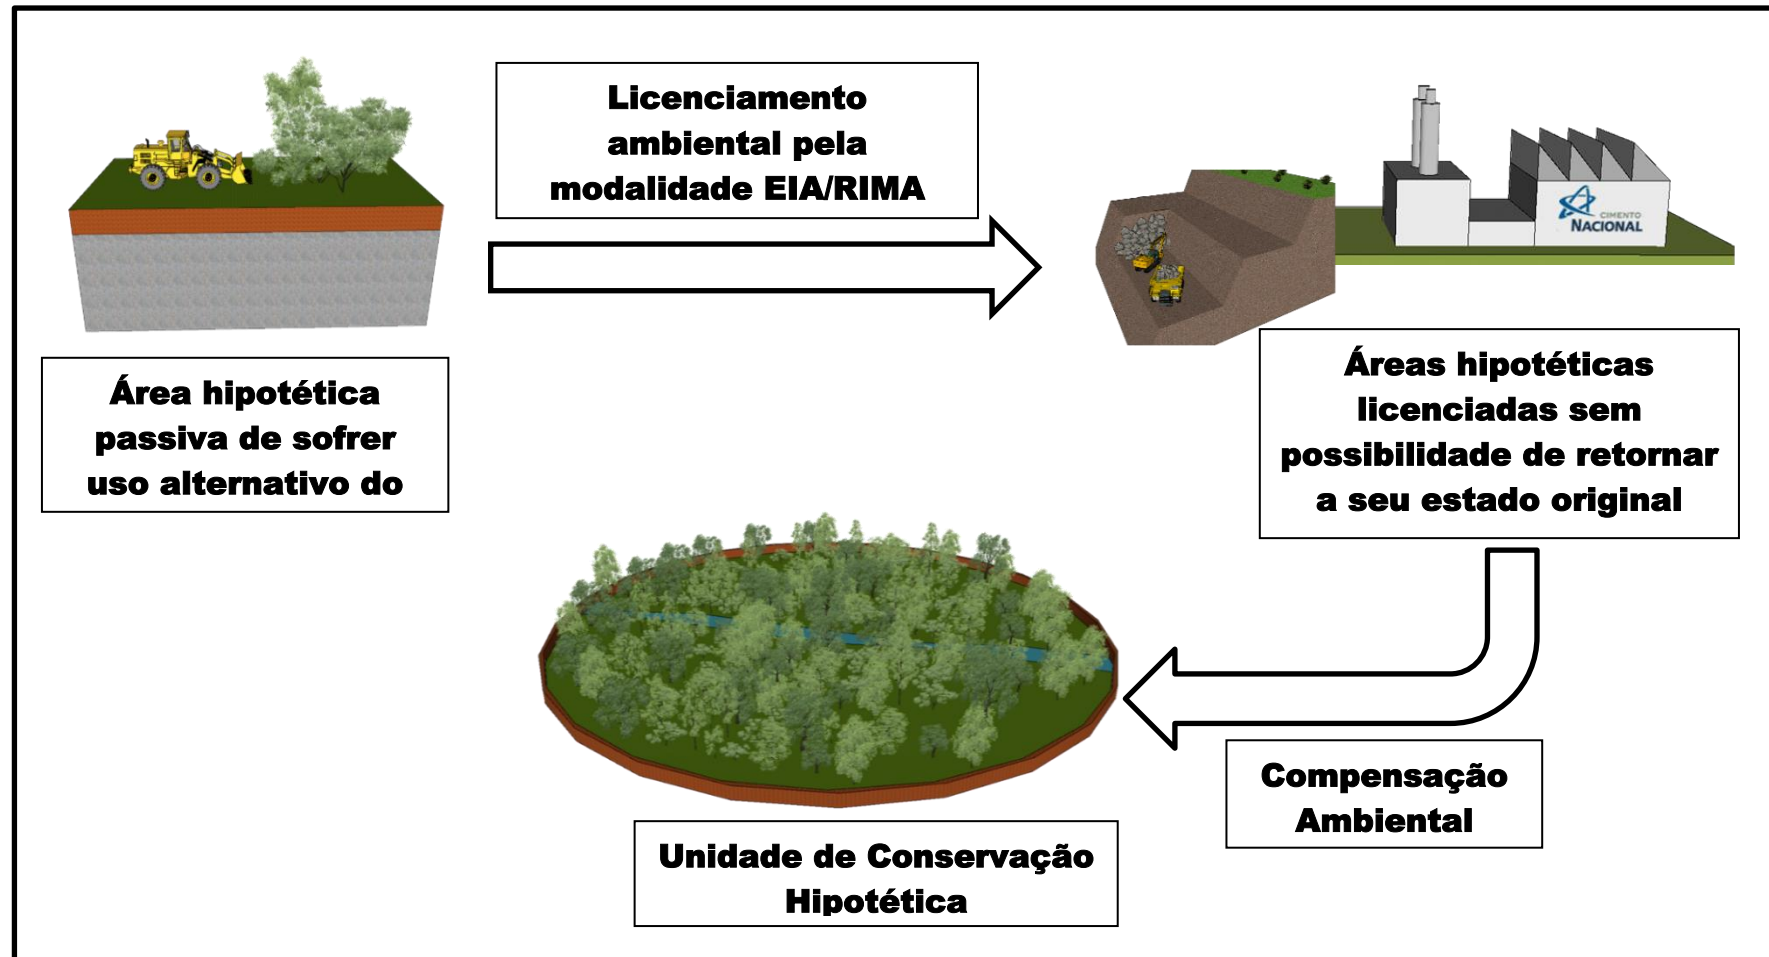 Licenciamento
ambiental pela
modalidade EIA/RIMA
CIMENTO
NACIONAL
Área hipotética
passiva de sofrer
uso alternativo do
Áreas hipotéticas
licenciadas sem
possibilidade de retornar
a seu estado original
Compensação
Ambiental
Unidade de Conservação
Hipotética